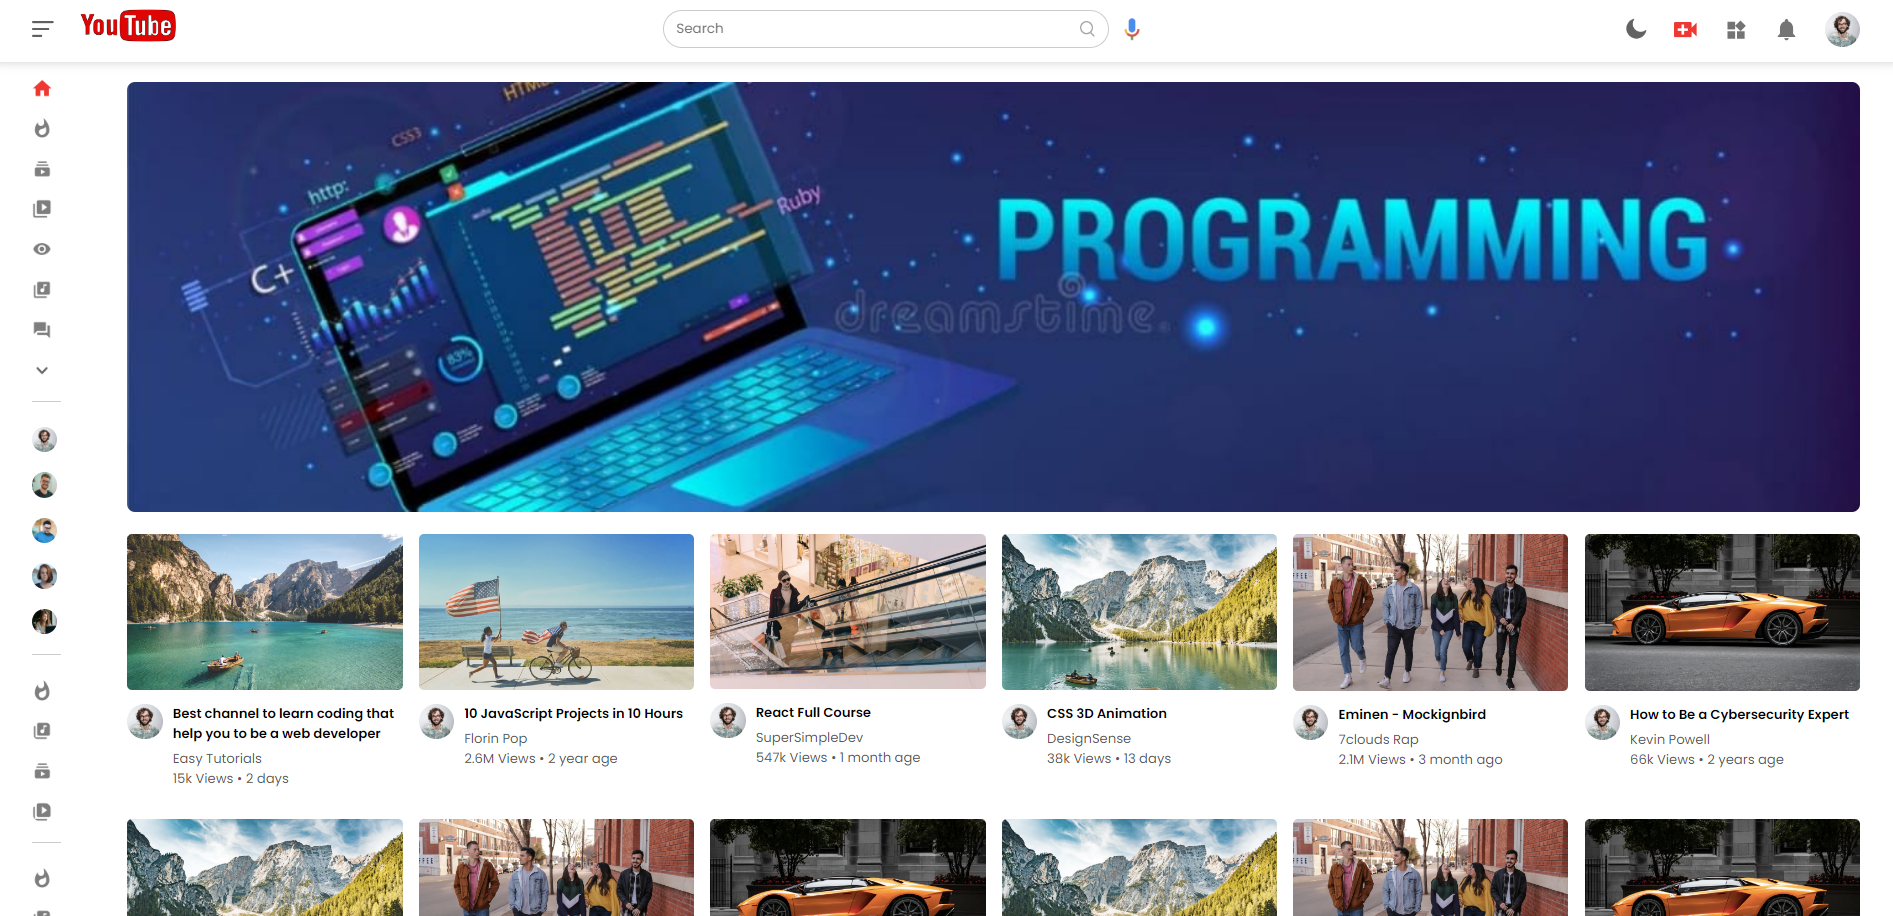 YouTube
Search
HTML
CSS3
http:
Ruby
C+
PROGRAMMING
dreamstime.
83%
Best channel to learn coding that
help you to be a web developer
Easy Tutorials
15k Views • 2 days
10 JavaScript Projects in 10 Hours
Florin Pop
2.6M Views • 2 year ago
React Full Course
SuperSimpleDev
547k Views • 1 month ago
CSS 3D Animation
DesignSense
38k Views • 13 days
Eminen - Mockignbird
7clouds Rap
2.1M Views • 3 month ago
How to Be a Cybersecurity Expert
Kevin Powell
66k Views • 2 years ago